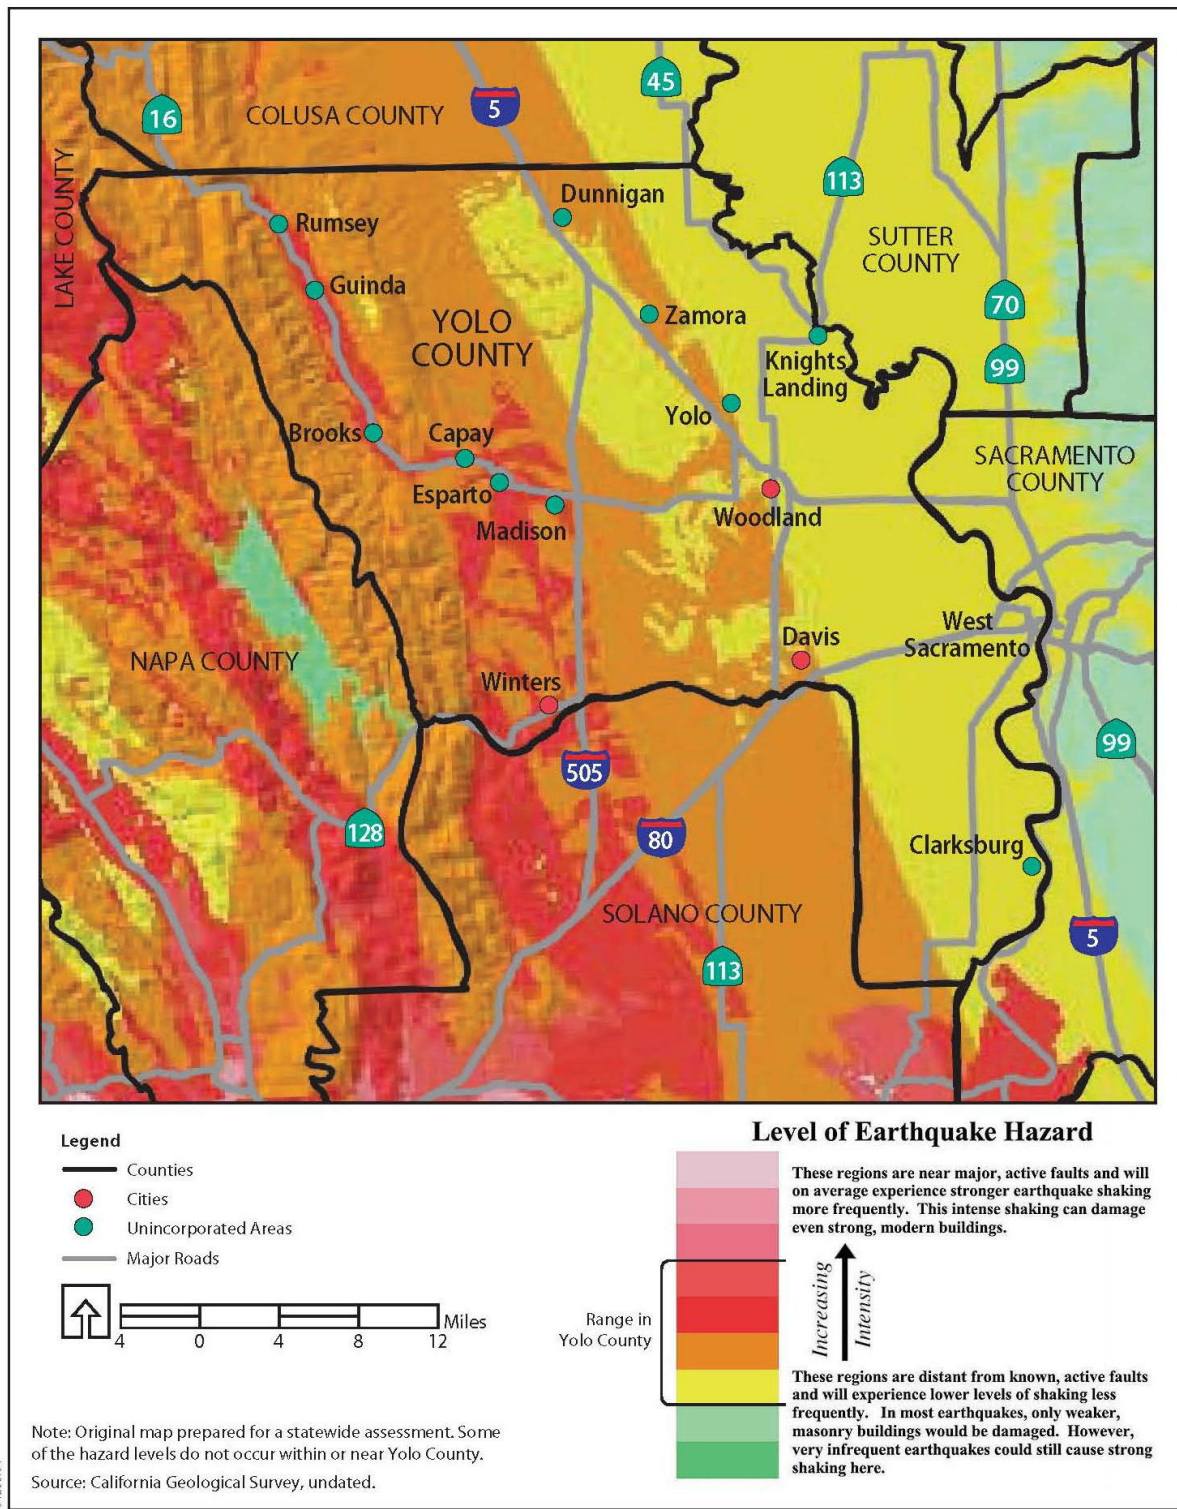 COLUSA COUNTY
16
5
45
113
LAKE COUNTY
Dunnigan
Rumsey
SUTTER
COUNTY
Guinda
YOLO
COUNTY
Zamora
70
Knights
Landing
99
Yolo
Brooks
Capay
SACRAMENTO
COUNTY
Esparto
Madison
Woodland
NAPA COUNTY
Davis
West
Sacramento
Winters
99
505
128
80
Clarksburg
SOLANO COUNTY
5
113
Legend
Counties
Cities
Unincorporated Areas
Major Roads
Miles
4 0 4 8 12
Note: Original map prepared for a statewide assessment. Some
of the hazard levels do not occur within or near Yolo County.
Source: California Geological Survey, undated.
Level of Earthquake Hazard
These regions are near major, active faults and will
on average experience stronger earthquake shaking
more frequently. This intense shaking can damage
even strong, modern buildings.
Range in
Yolo County
Increasing
Intensity
These regions are distant from known, active faults
and will experience lower levels of shaking less
frequently. In most earthquakes, only weaker,
masonry buildings would be damaged. However,
very infrequent earthquakes could still cause strong
shaking here.